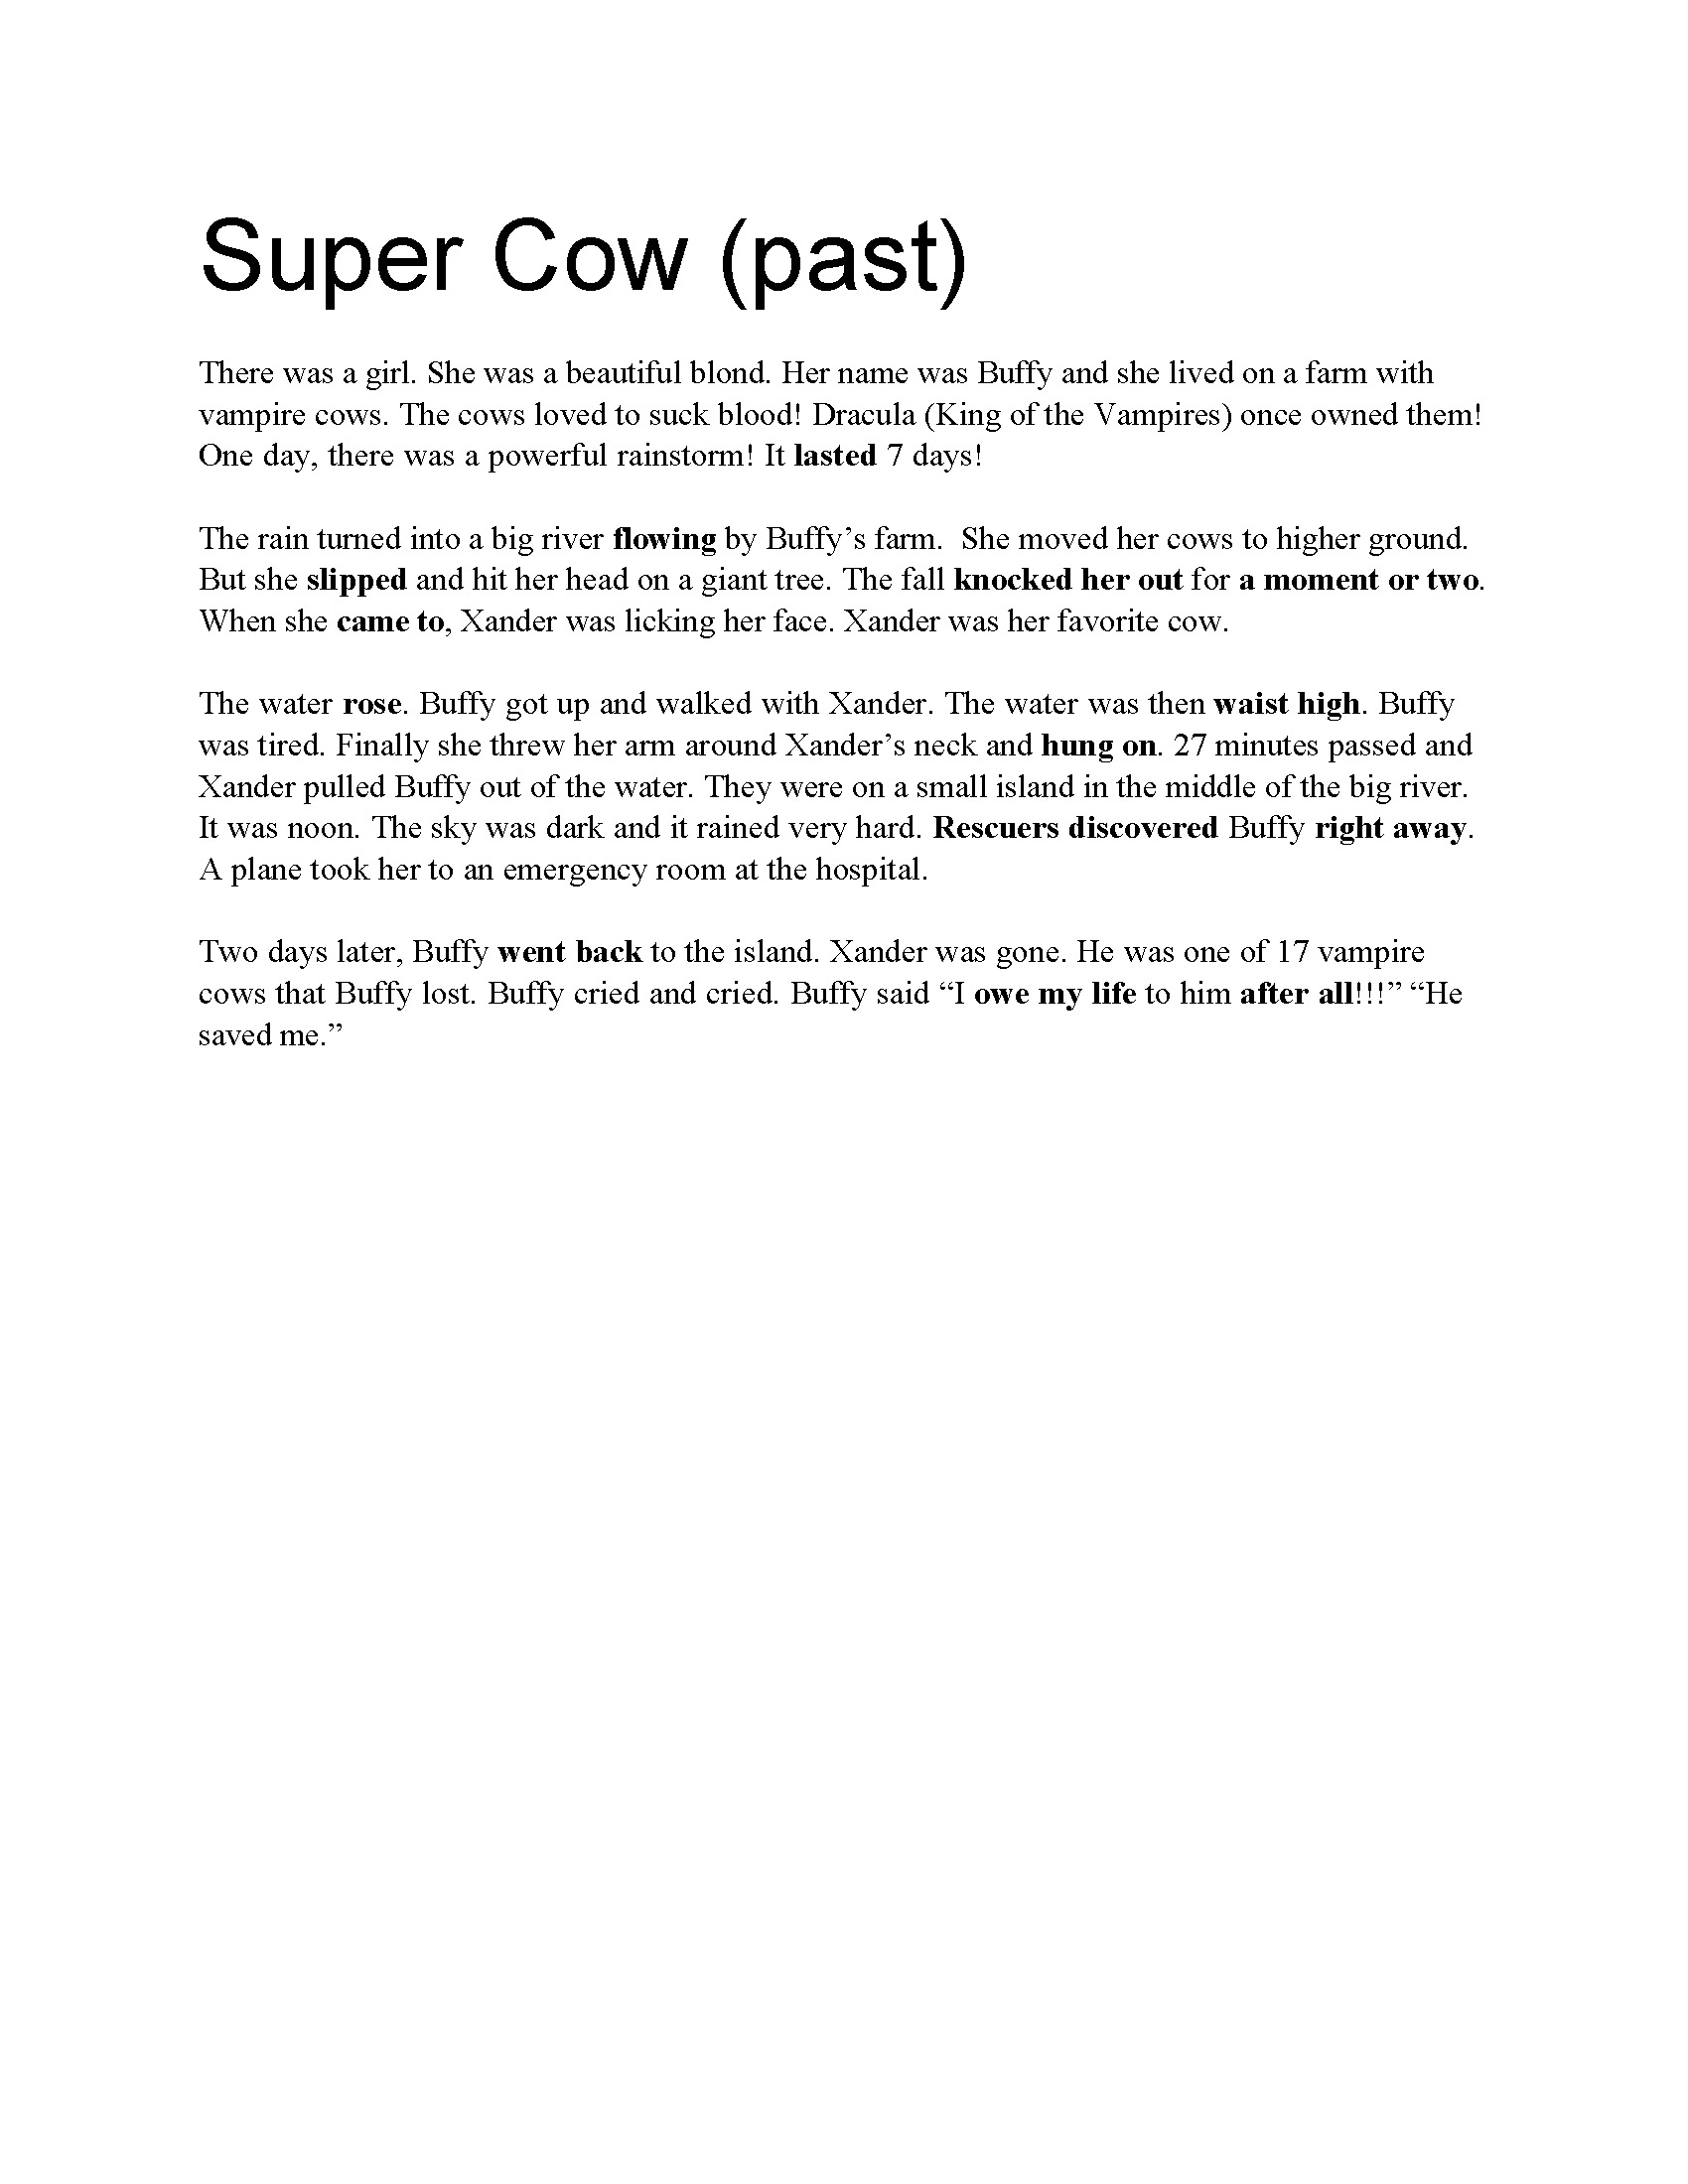 Super Cow (past)
There was a girl. She was a beautiful blond. Her name was Buffy and she lived on a farm with
vampire cows. The cows loved to suck blood! Dracula (King of the Vampires) once owned them!
One day, there was a powerful rainstorm! It lasted 7 days!
The rain turned into a big river flowing by Buffy’s farm.  She moved her cows to higher ground.
But she slipped and hit her head on a giant tree. The fall knocked her out for a moment or two.
When she came to, Xander was licking her face. Xander was her favorite cow.
The water rose. Buffy got up and walked with Xander. The water was then waist high. Buffy
was tired. Finally she threw her arm around Xander’s neck and hung on. 27 minutes passed and
Xander pulled Buffy out of the water. They were on a small island in the middle of the big river.
It was noon. The sky was dark and it rained very hard. Rescuers discovered Buffy right away.
A plane took her to an emergency room at the hospital.
Two days later, Buffy went back to the island. Xander was gone. He was one of 17 vampire
cows that Buffy lost. Buffy cried and cried. Buffy said “I owe my life to him after all!!!” “He
saved me.”